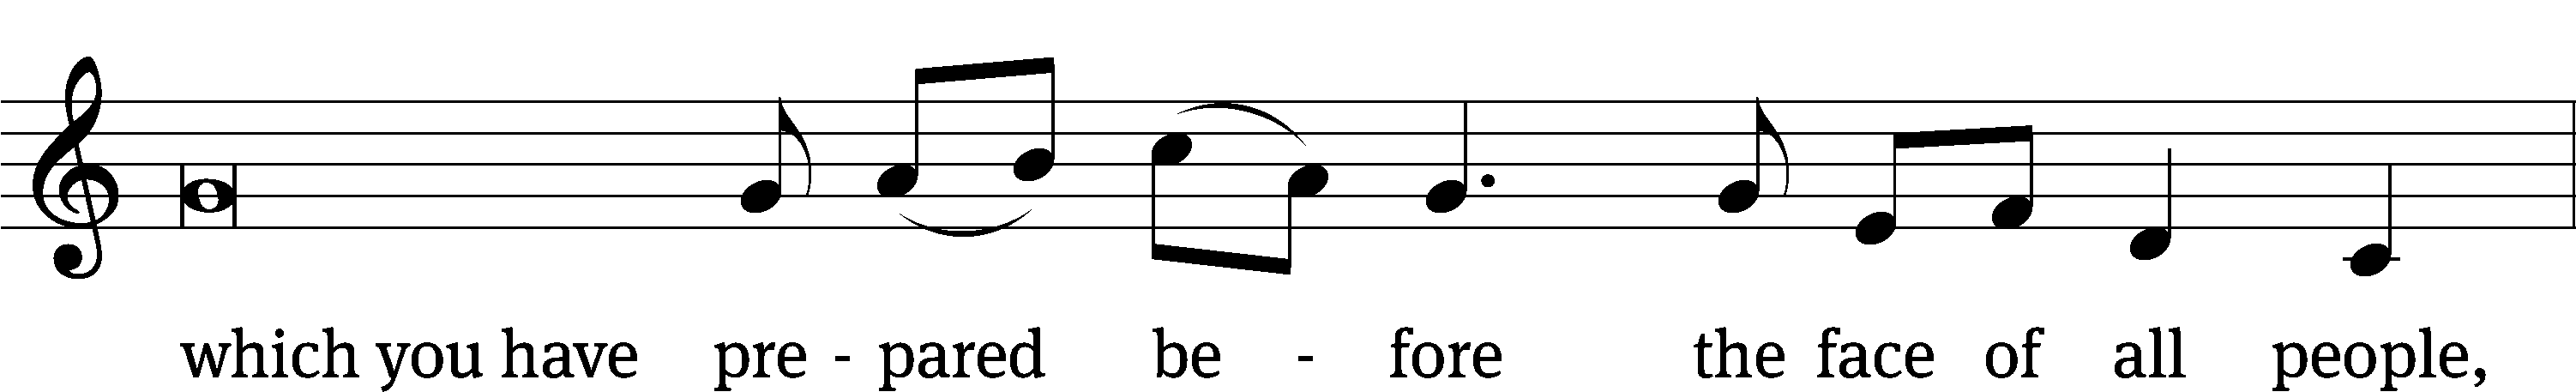 which you have pre - pared be - fore the face of all people,